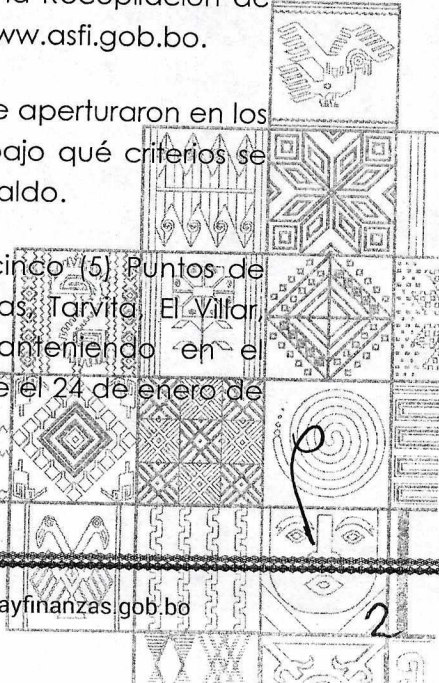 Recopilación de
www.asfi.gob.bo.
e aperturaron en los
bajo qué criterios se
aldo.
cinco (5) Puntos de
as, Tarvita, El Villar,
anteniendo en el
e el 24 de enero de
ayfinanzas.gob.bo
2